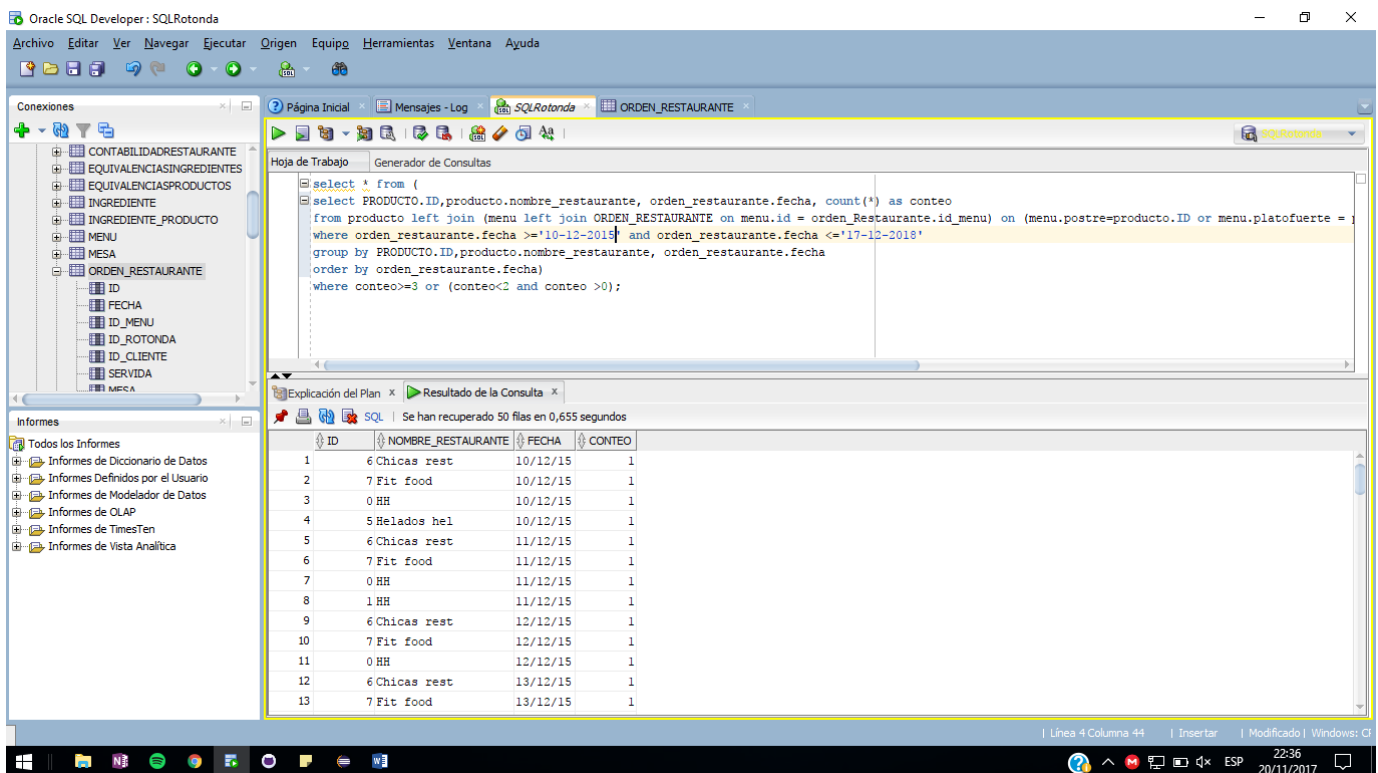 Oracle SQL Developer : SQLRotonda
Archivo Editar Ver Navegar Ejecutar Origen Equipo Herramientas Ventana Ayuda
Conexiones
Página Inicial
Mensajes - Log
SQLRotonda
ORDEN_RESTAURANTE
CONTABILIDADRESTAURANTE
EQUIVALENCIASINGREDIENTES
EQUIVALENCIASPRODUCTOS
INGREDIENTE
INGREDIENTE_PRODUCTO
MENU
MESA
ORDEN_RESTAURANTE
ID
FECHA
ID_MENU
ID_ROTONDA
ID_CLIENTE
SERVIDA
MESA
SQLRotonda
Hoja de Trabajo Generador de Consultas
select * from (
select PRODUCTO.ID,producto.nombre_restaurante, orden_restaurante.fecha, count(*) as conteo
from producto left join (menu left join ORDEN_RESTAURANTE on menu.id = orden_Restaurante.id_menu) on (menu.postre=producto.ID or menu.platofuerte =
where orden_restaurante.fecha >='10-12-2015' and orden_restaurante.fecha <='17-12-2018'
group by PRODUCTO.ID,producto.nombre_restaurante, orden_restaurante.fecha
order by orden_restaurante.fecha)
where conteo>=3 or (conteo<2 and conteo >0);
Explicación del Plan
Resultado de la Consulta
SQL | Se han recuperado 50 filas en 0,655 segundos
ID NOMBRE_RESTAURANTE FECHA CONTEO
1 6 Chicas rest 10/12/15 1
2 7 Fit food 10/12/15 1
3 0 HH 10/12/15 1
4 5 Helados hel 10/12/15 1
5 6 Chicas rest 11/12/15 1
6 7 Fit food 11/12/15 1
7 0 HH 11/12/15 1
8 1 HH 11/12/15 1
9 6 Chicas rest 12/12/15 1
10 7 Fit food 12/12/15 1
11 0 HH 12/12/15 1
12 6 Chicas rest 13/12/15 1
13 7 Fit food 13/12/15 1
Informes
Todos los Informes
Informes de Diccionario de Datos
Informes Definidos por el Usuario
Informes de Modelador de Datos
Informes de OLAP
Informes de TimesTen
Informes de Vista Analítica
| Línea 4 Columna 44 | Insertar | Modificado | Windows: CF
ESP
22:36
20/11/2017